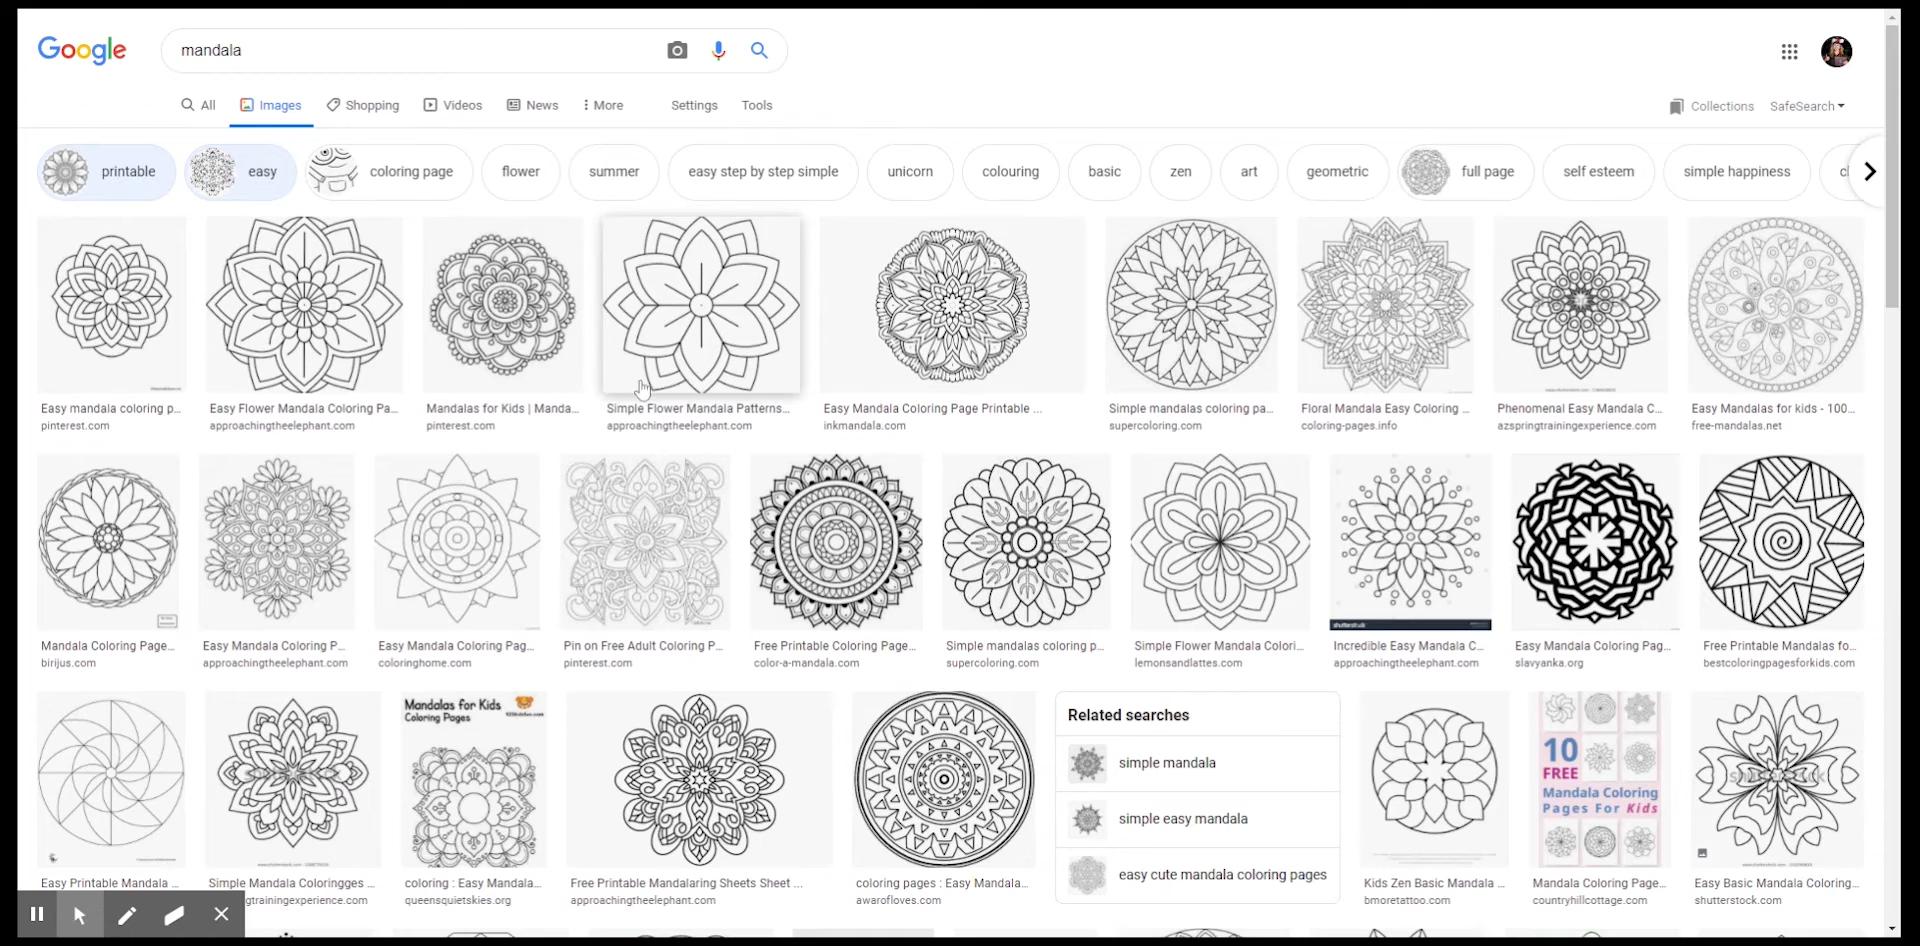 Google
mandala
All
Images
Shopping
Videos
News
More
Settings
Tools
Collections
SafeSearch
printable
easy
coloring page
flower
summer
easy step by step simple
unicorn
colouring
basic
zen
art
geometric
full page
self esteem
simple happiness
Easy mandala coloring p...
pinterest.com
Easy Flower Mandala Coloring Pa...
approachingtheelephant.com
Mandalas for Kids | Manda...
pinterest.com
Simple Flower Mandala Patterns...
approachingtheelephant.com
Easy Mandala Coloring Page Printable ...
inkmandala.com
Simple mandalas coloring pa...
supercoloring.com
Floral Mandala Easy Coloring ...
coloring-pages.info
Phenomenal Easy Mandala C...
azspringtrainingexperience.com
Easy Mandalas for kids - 100...
free-mandalas.net
Mandala Coloring Page...
birijus.com
Easy Mandala Coloring P...
approachingtheelephant.com
Easy Mandala Coloring Pag...
coloringhome.com
Pin on Free Adult Coloring P...
pinterest.com
Free Printable Coloring Page...
color-a-mandala.com
Simple mandalas coloring p...
supercoloring.com
Simple Flower Mandala Colori...
lemonsandlattes.com
shutterstock
Incredible Easy Mandala C...
approachingtheelephant.com
Easy Mandala Coloring Pag...
slavyanka.org
Free Printable Mandalas fo...
bestcoloringpagesforkids.com
Easy Printable Mandala ...
Simple Mandala Coloringges ...
gtrainingexperience.com
Mandalas for Kids
Coloring Pages
coloring : Easy Mandala...
queensquietskies.org
Free Printable Mandalaring Sheets Sheet ...
approachingtheelephant.com
coloring pages : Easy Mandala...
awarofloves.com
Related searches
simple mandala
simple easy mandala
easy cute mandala coloring pages
Kids Zen Basic Mandala ...
bmoretattoo.com
10
FREE
Mandala Coloring
Pages For Kids
Mandala Coloring Page...
countryhillcottage.com
shutterstock
Easy Basic Mandala Coloring...
shutterstock.com